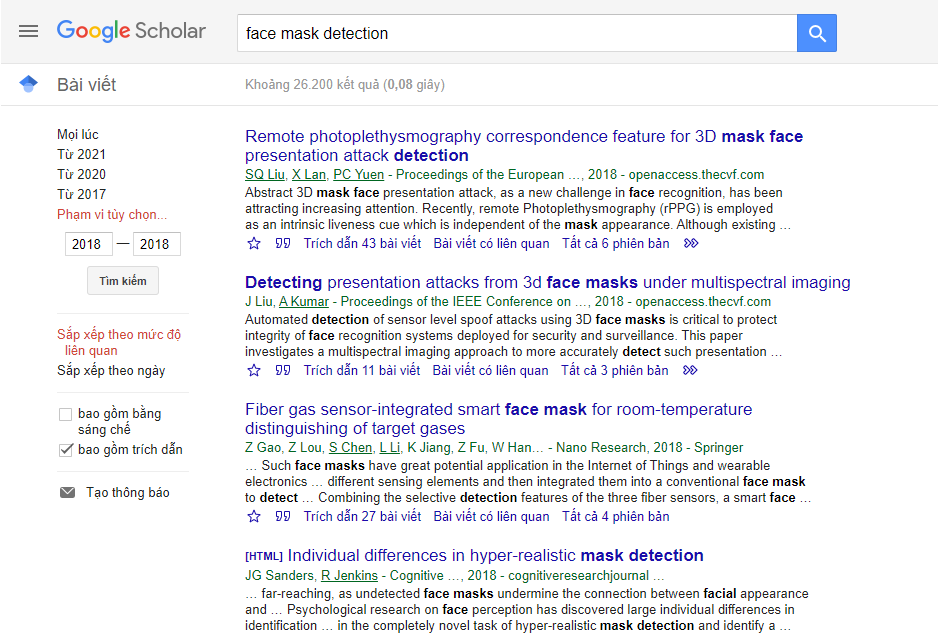 Google Scholar
face mask detection
Bài viết
Khoảng 26.200 kết quả (0,08 giây)
Mọi lúc
Từ 2021
Từ 2020
Từ 2017
Phạm vi tùy chọn...
2018 — 2018
Tìm kiếm
Sắp xếp theo mức độ
liên quan
Sắp xếp theo ngày
bao gồm bằng
sáng chế
bao gồm trích dẫn
Tạo thông báo
Remote photoplethysmography correspondence feature for 3D mask face
presentation attack detection
SQ Liu, X Lan, PC Yuen - Proceedings of the European …, 2018 - openaccess.thecvf.com
Abstract 3D mask face presentation attack, as a new challenge in face recognition, has been
attracting increasing attention. Recently, remote Photoplethysmography (rPPG) is employed
as an intrinsic liveness cue which is independent of the mask appearance. Although existing …
Trích dẫn 43 bài viết Bài viết có liên quan Tất cả 6 phiên bản
Detecting presentation attacks from 3d face masks under multispectral imaging
J Liu, A Kumar - Proceedings of the IEEE Conference on …, 2018 - openaccess.thecvf.com
Automated detection of sensor level spoof attacks using 3D face masks is critical to protect
integrity of face recognition systems deployed for security and surveillance. This paper
investigates a multispectral imaging approach to more accurately detect such presentation …
Trích dẫn 11 bài viết Bài viết có liên quan Tất cả 3 phiên bản
Fiber gas sensor-integrated smart face mask for room-temperature
distinguishing of target gases
Z Gao, Z Lou, S Chen, L Li, K Jiang, Z Fu, W Han… - Nano Research, 2018 - Springer
… Such face masks have great potential application in the Internet of Things and wearable
electronics … different sensing elements and then integrated them into a conventional face mask
to detect … Combining the selective detection features of the three fiber sensors, a smart face …
Trích dẫn 27 bài viết Bài viết có liên quan Tất cả 4 phiên bản
[HTML] Individual differences in hyper-realistic mask detection
JG Sanders, R Jenkins - Cognitive …, 2018 - cognitiveresearchjournal …
… far-reaching, as undetected face masks undermine the connection between facial appearance
and … Psychological research on face perception has discovered large individual differences in
identification … in the completely novel task of hyper-realistic mask detection and identify a …